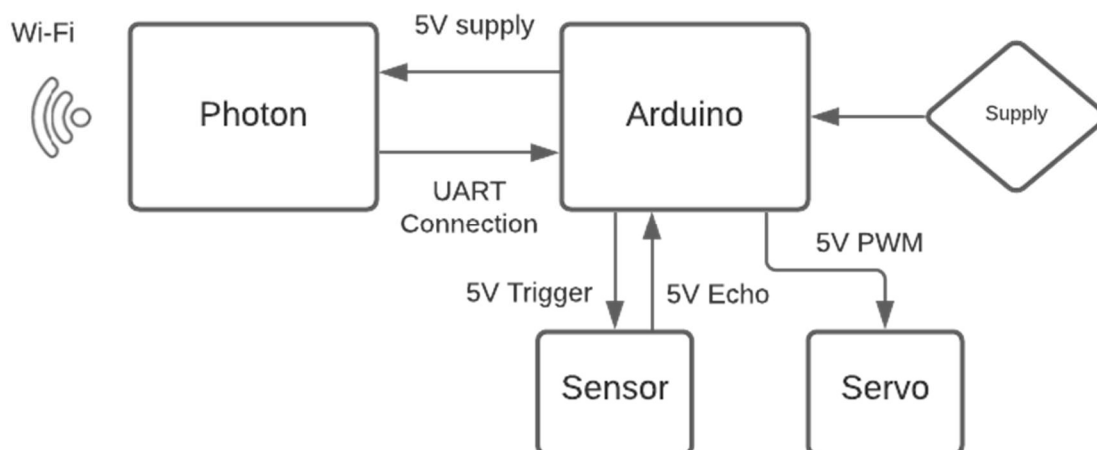 Wi-Fi
5V supply
Photon
Arduino
Supply
UART
Connection
5V PWM
5V Trigger
5V Echo
Sensor
Servo